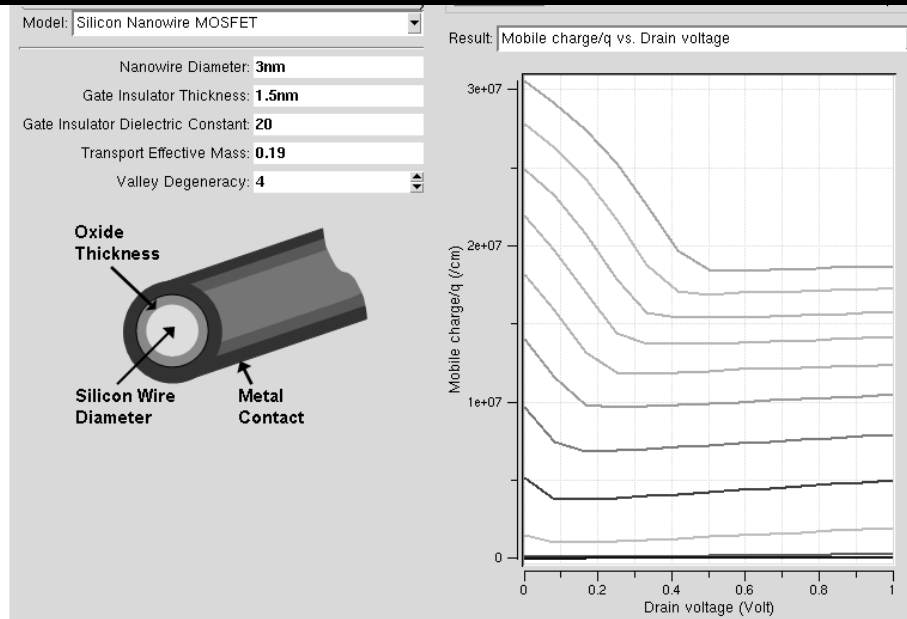 Model: Silicon Nanowire MOSFET
Nanowire Diameter: 3nm
Gate Insulator Thickness: 1.5nm
Gate Insulator Dielectric Constant: 20
Transport Effective Mass: 0.19
Valley Degeneracy: 4
Oxide
Thickness
Silicon Wire
Diameter
Metal
Contact
Result: Mobile charge/q vs. Drain voltage
Mobile charge/q (/cm)
3e+07
2e+07
1e+07
0
0 0.2 0.4 0.6 0.8 1
Drain voltage (Volt)